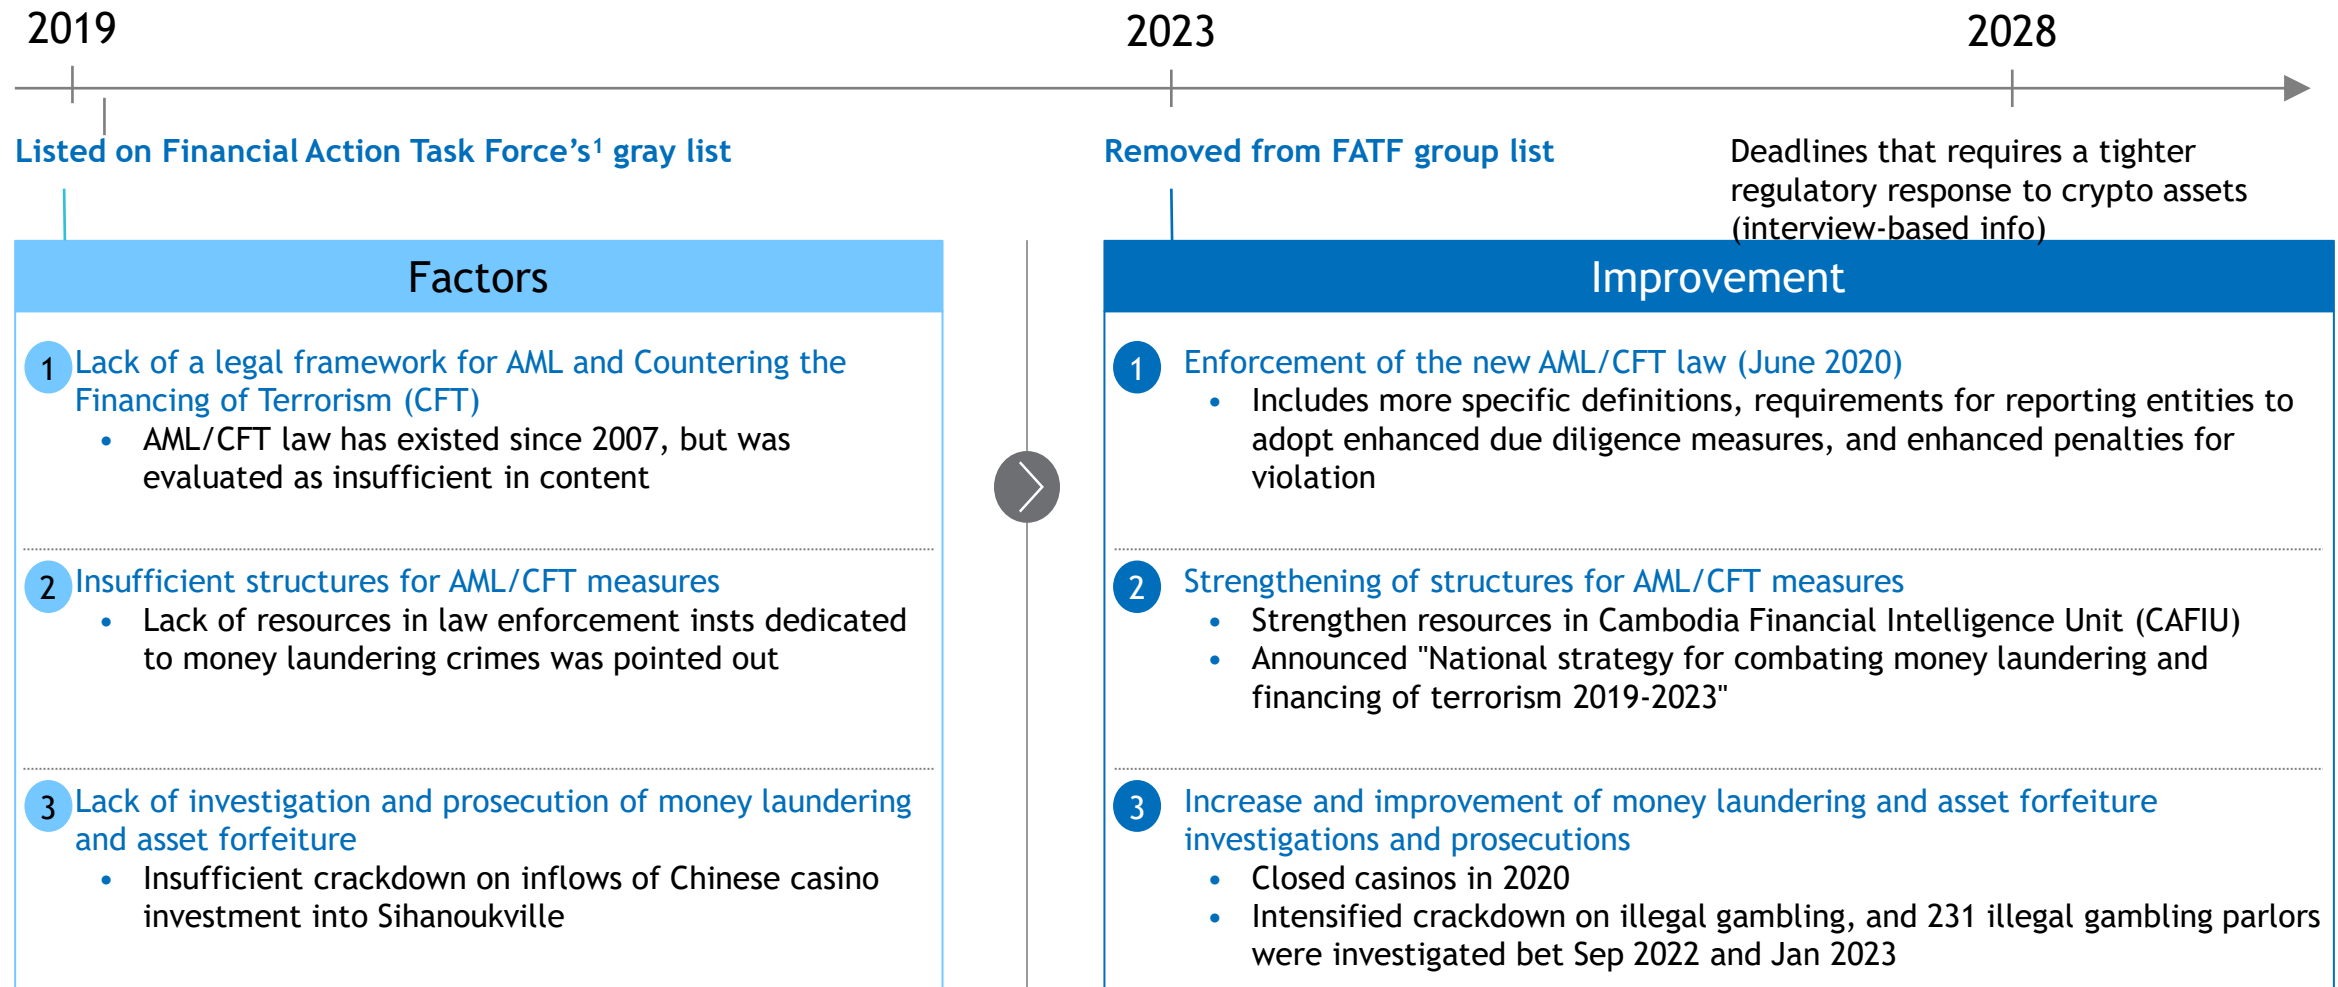 2019
2023
2028
Listed on Financial Action Task Force’s¹ gray list
Removed from FATF group list
Deadlines that requires a tighter
regulatory response to crypto assets
(interview-based info)
Factors
1
Lack of a legal framework for AML and Countering the
Financing of Terrorism (CFT)
• AML/CFT law has existed since 2007, but was
evaluated as insufficient in content
2
Insufficient structures for AML/CFT measures
• Lack of resources in law enforcement insts dedicated
to money laundering crimes was pointed out
3
Lack of investigation and prosecution of money laundering
and asset forfeiture
• Insufficient crackdown on inflows of Chinese casino
investment into Sihanoukville
Improvement
1
Enforcement of the new AML/CFT law (June 2020)
• Includes more specific definitions, requirements for reporting entities to
adopt enhanced due diligence measures, and enhanced penalties for
violation
2
Strengthening of structures for AML/CFT measures
• Strengthen resources in Cambodia Financial Intelligence Unit (CAFIU)
• Announced "National strategy for combating money laundering and
financing of terrorism 2019-2023"
3
Increase and improvement of money laundering and asset forfeiture
investigations and prosecutions
• Closed casinos in 2020
• Intensified crackdown on illegal gambling, and 231 illegal gambling parlors
were investigated bet Sep 2022 and Jan 2023